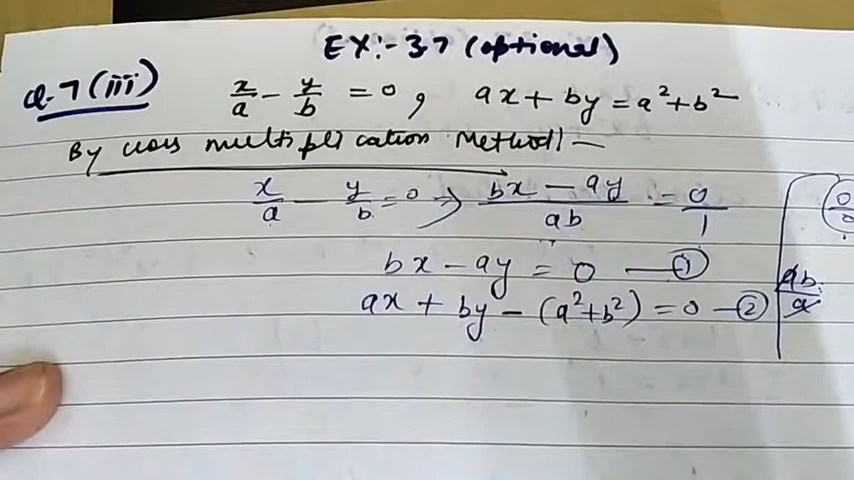 EX:- 3.7 (optional)
Q.7(iii) x/a - y/b = 0, ax + by = a² + b²
By cross multiplication Method:-
x/a - y/b = 0 ⇒ bx - ay/ab = 0/1
bx - ay = 0 —①
ax + by - (a² + b²) = 0 —②
ab/a